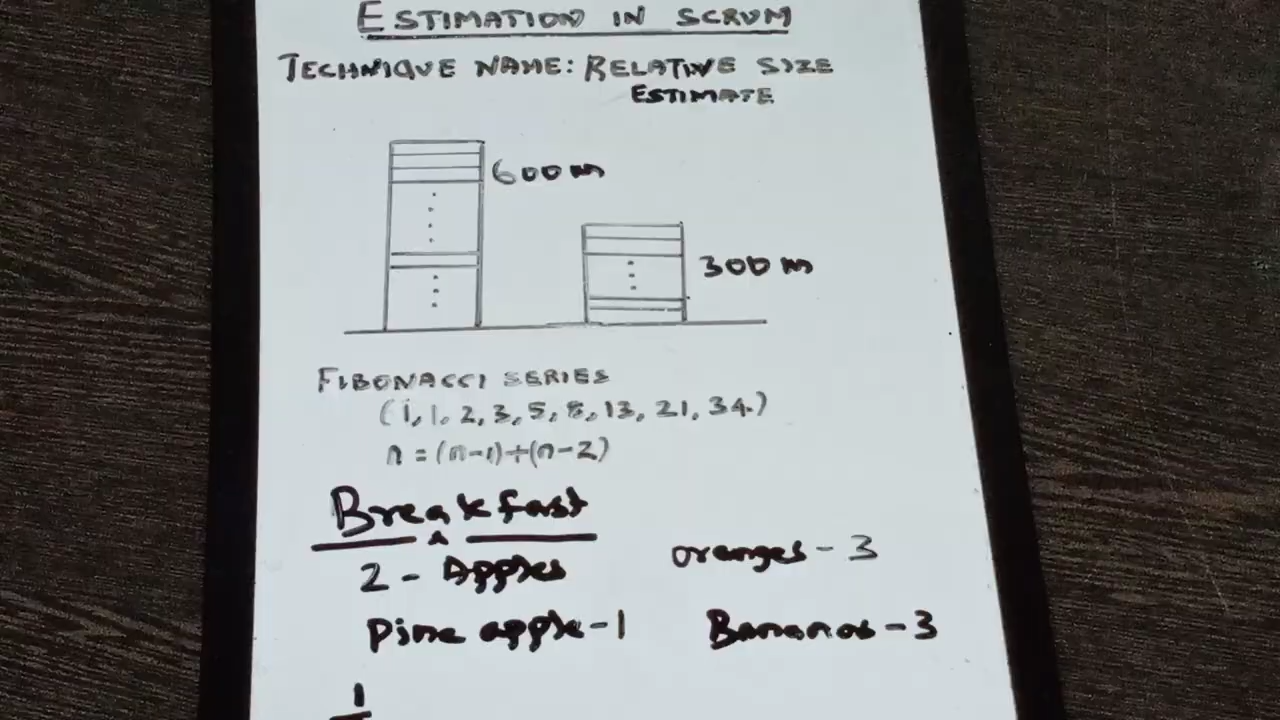 ESTIMATION IN SCRUM
TECHNIQUE NAME: RELATIVE SIZE
ESTIMATE
600m
300m
FIBONACCI SERIES
(1, 1, 2, 3, 5, 8, 13, 21, 34.)
n = (n-1)+(n-2)
Breakfast
2 - Apples
oranges - 3
Pine apple - 1
Bananas - 3
1